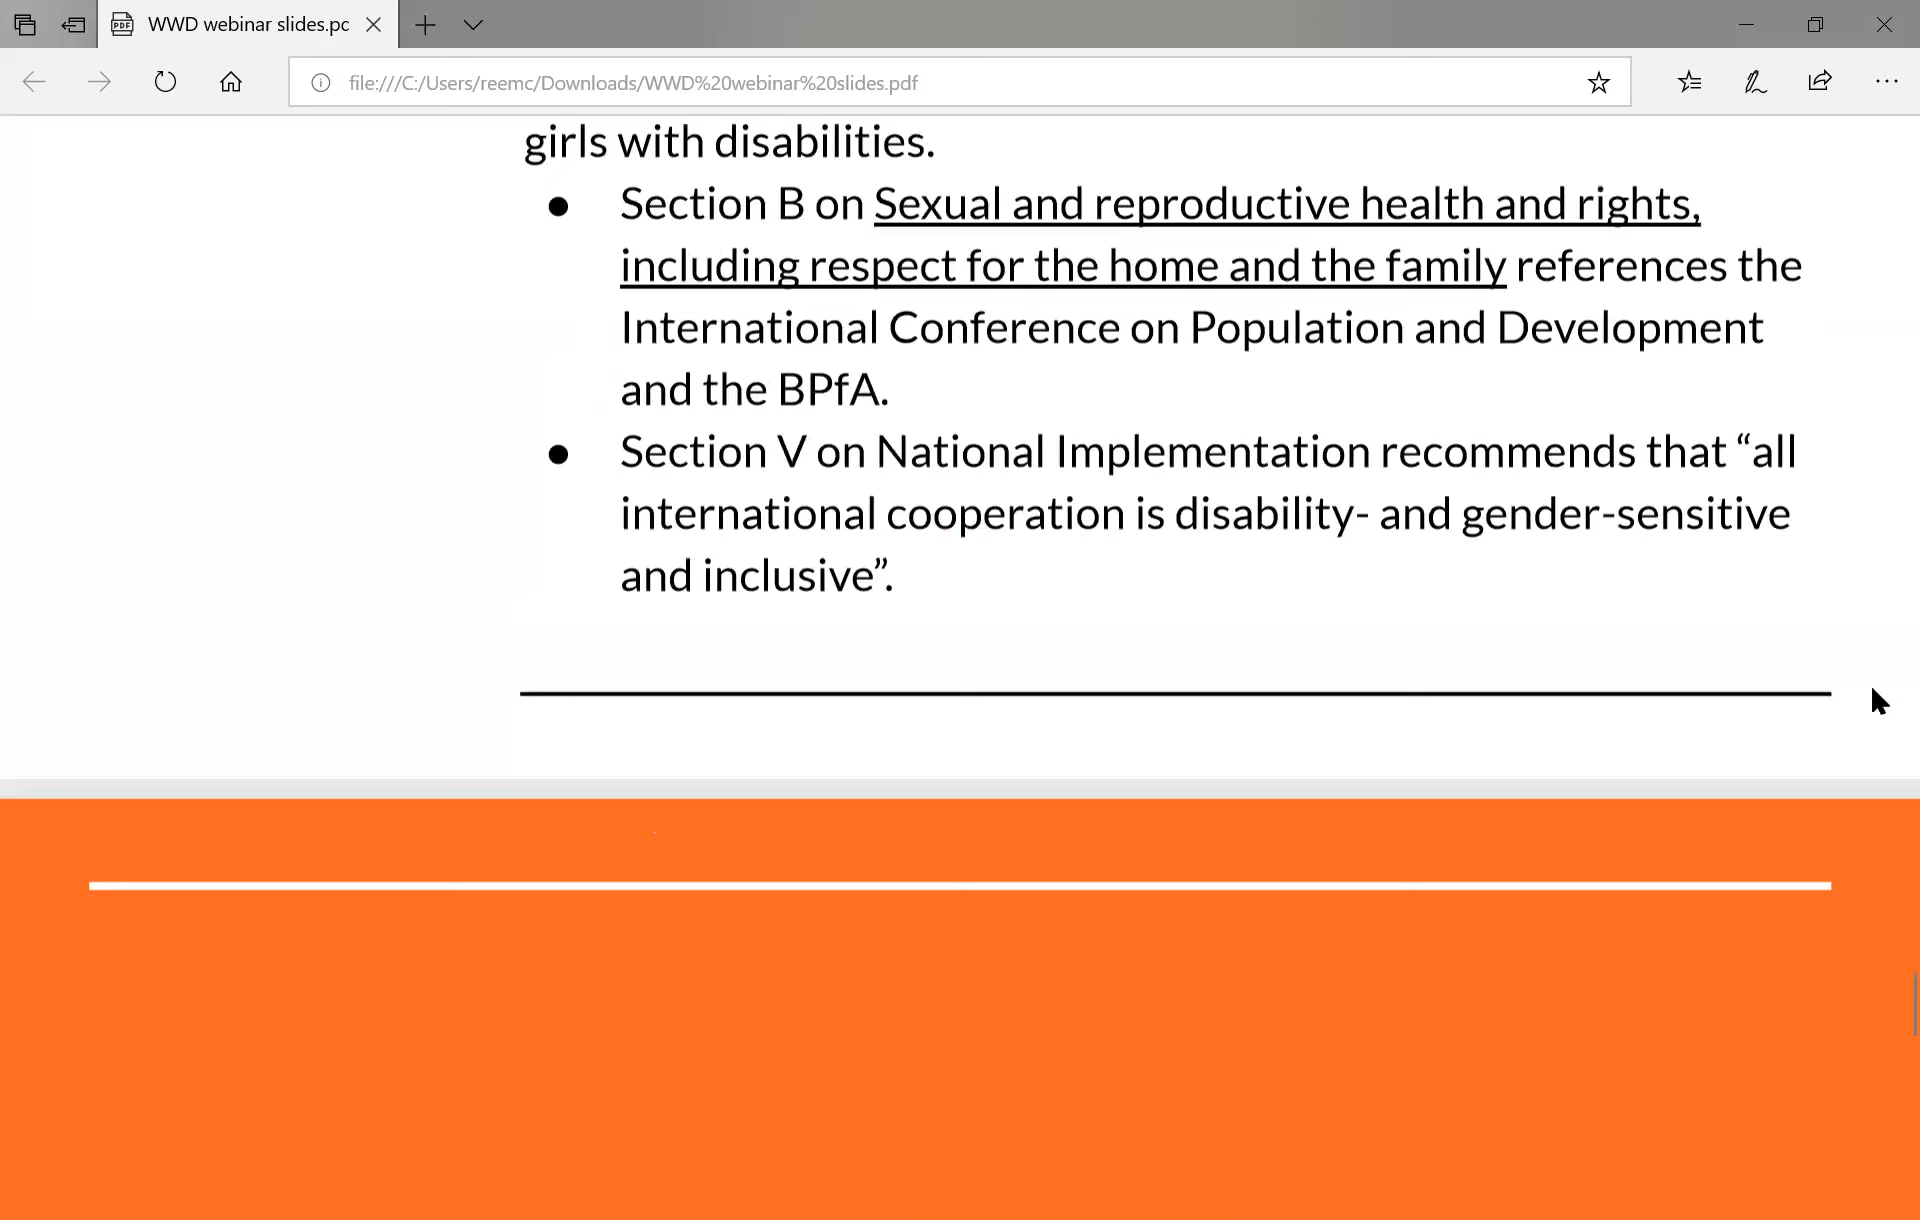 WWD webinar slides.pc
file:///C:/Users/reemc/Downloads/WWD%20webinar%20slides.pdf
girls with disabilities.
● Section B on Sexual and reproductive health and rights,
including respect for the home and the family references the
International Conference on Population and Development
and the BPfA.
● Section V on National Implementation recommends that “all
international cooperation is disability- and gender-sensitive
and inclusive”.